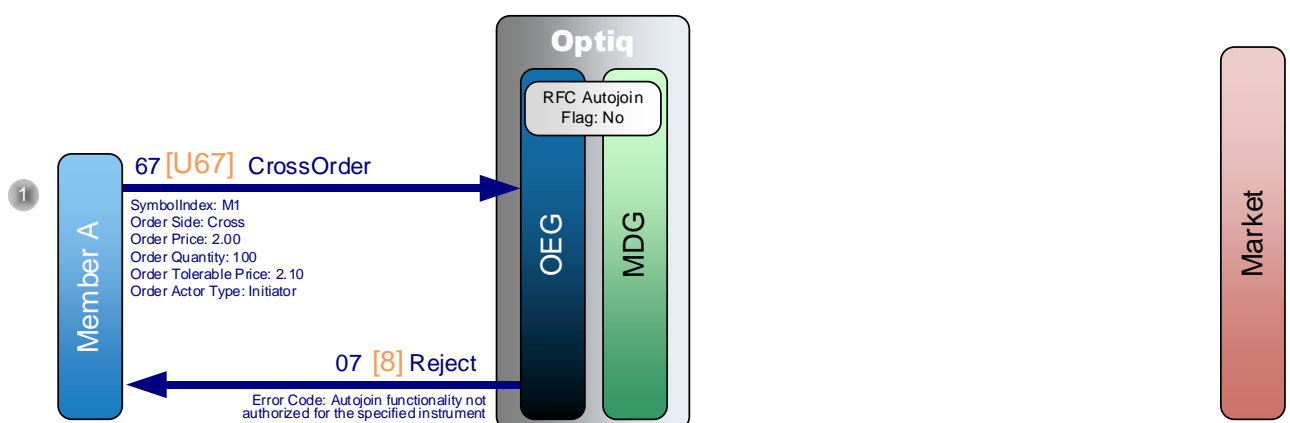 Optiq
RFC Autojoin
Flag: No
67 [U67] CrossOrder
1
SymbolIndex: M1
Order Side: Cross
Order Price: 2.00
Order Quantity: 100
Order Tolerable Price: 2.10
Order Actor Type: Initiator
Member A
OEG
MDG
Market
07 [8] Reject
Error Code: Autojoin functionality not
authorized for the specified instrument